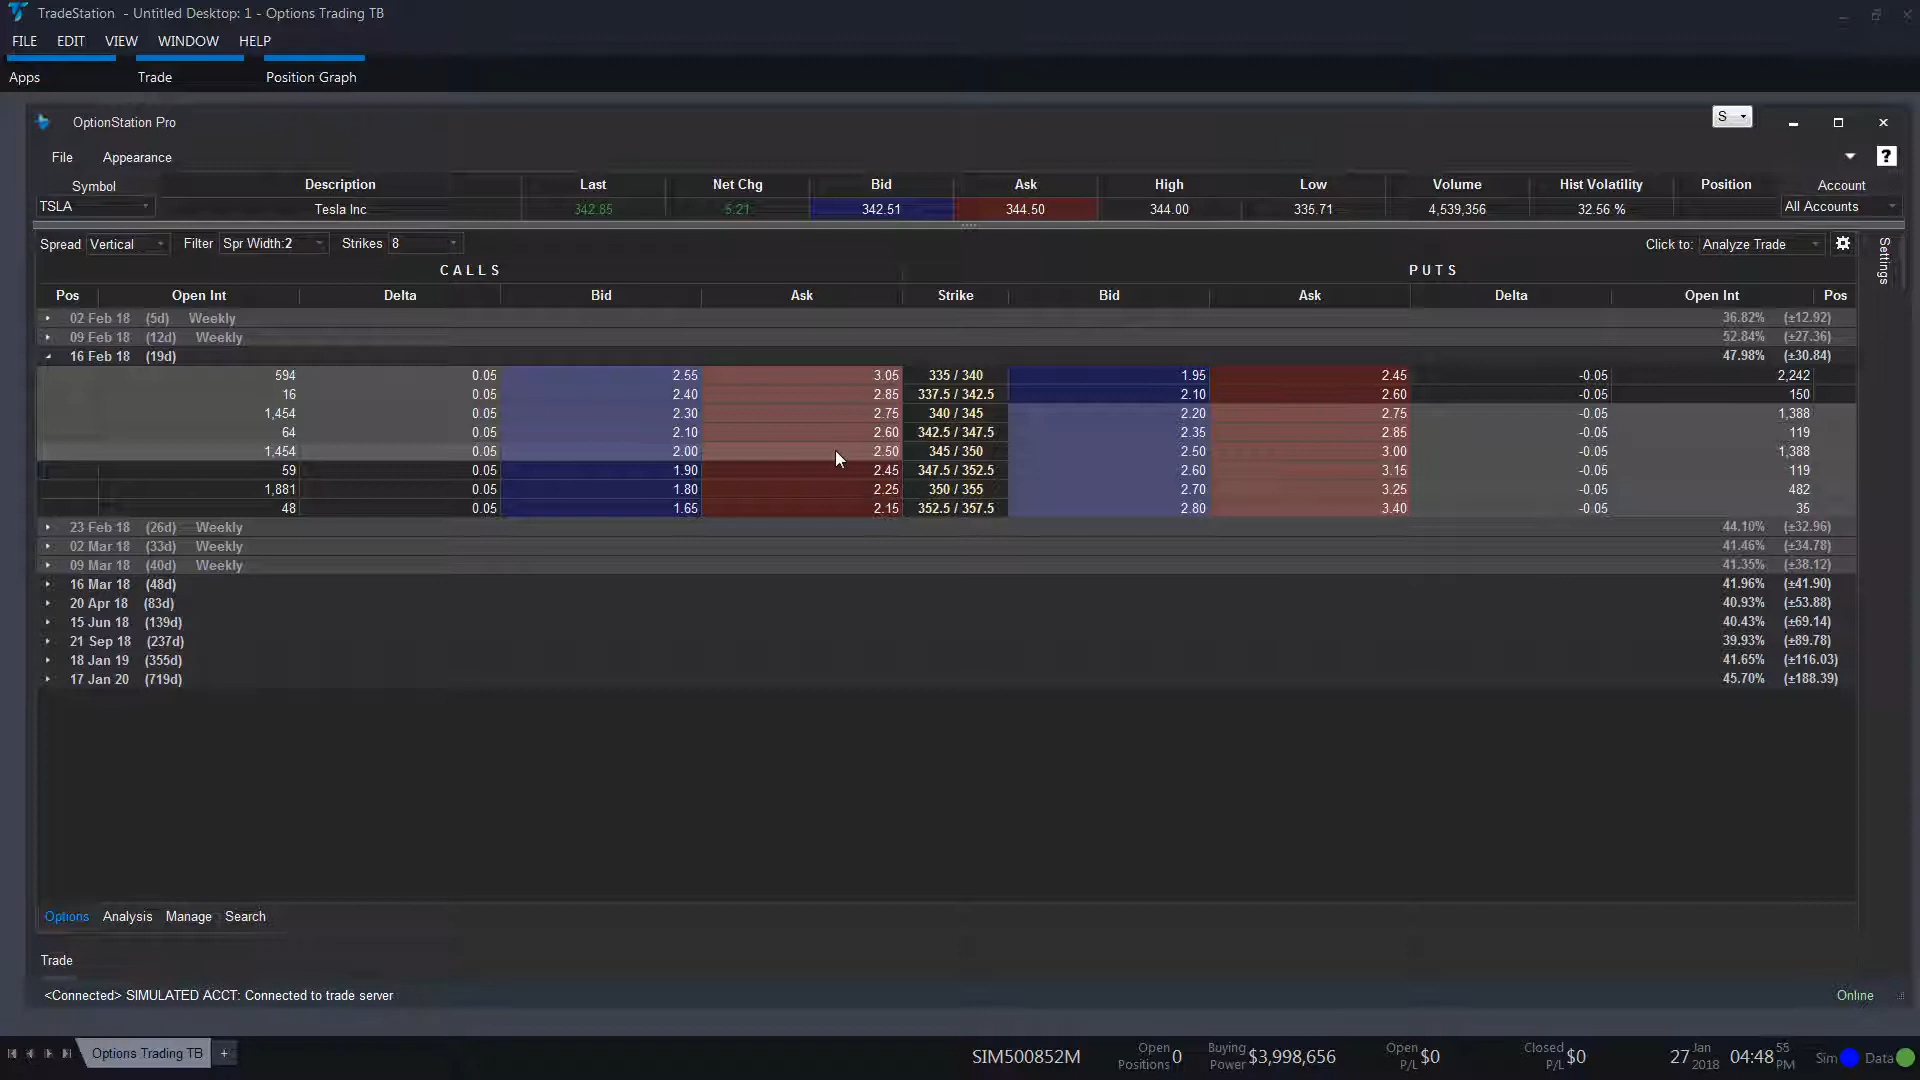 TradeStation - Untitled Desktop: 1 - Options Trading TB
FILE EDIT VIEW WINDOW HELP
Apps Trade Position Graph
OptionStation Pro S
File Appearance ?
Symbol Description Last Net Chg Bid Ask High Low Volume Hist Volatility Position Account
TSLA Tesla Inc 342.85 5.21 342.51 344.50 344.00 335.71 4,539,356 32.56 % All Accounts
Spread Vertical Filter Spr Width:2 Strikes 8 Click to: Analyze Trade
Settings
CALLS PUTS
Pos Open Int Delta Bid Ask Strike Bid Ask Delta Open Int Pos
02 Feb 18 (5d) Weekly 36.82% (±12.92)
09 Feb 18 (12d) Weekly 52.84% (±27.36)
16 Feb 18 (19d) 47.98% (±30.84)
594 0.05 2.55 3.05 335 / 340 1.95 2.45 -0.05 2,242
16 0.05 2.40 2.85 337.5 / 342.5 2.10 2.60 -0.05 150
1,454 0.05 2.30 2.75 340 / 345 2.20 2.75 -0.05 1,388
64 0.05 2.10 2.60 342.5 / 347.5 2.35 2.85 -0.05 119
1,454 0.05 2.00 2.50 345 / 350 2.50 3.00 -0.05 1,388
59 0.05 1.90 2.45 347.5 / 352.5 2.60 3.15 -0.05 119
1,881 0.05 1.80 2.25 350 / 355 2.70 3.25 -0.05 482
48 0.05 1.65 2.15 352.5 / 357.5 2.80 3.40 -0.05 35
23 Feb 18 (26d) Weekly 44.10% (±32.96)
02 Mar 18 (33d) Weekly 41.46% (±34.78)
09 Mar 18 (40d) Weekly 41.35% (±38.12)
16 Mar 18 (48d) 41.96% (±41.90)
20 Apr 18 (83d) 40.93% (±53.88)
15 Jun 18 (139d) 40.43% (±69.14)
21 Sep 18 (237d) 39.93% (±89.78)
18 Jan 19 (355d) 41.65% (±116.03)
17 Jan 20 (719d) 45.70% (±188.39)
Options Analysis Manage Search
Trade
<Connected> SIMULATED ACCT: Connected to trade server Online
Options Trading TB + SIM500852M Open Positions 0 Buying Power $3,998,656 Open P/L $0 Closed P/L $0 27 Jan 2018 04:48 55 PM Sim Data